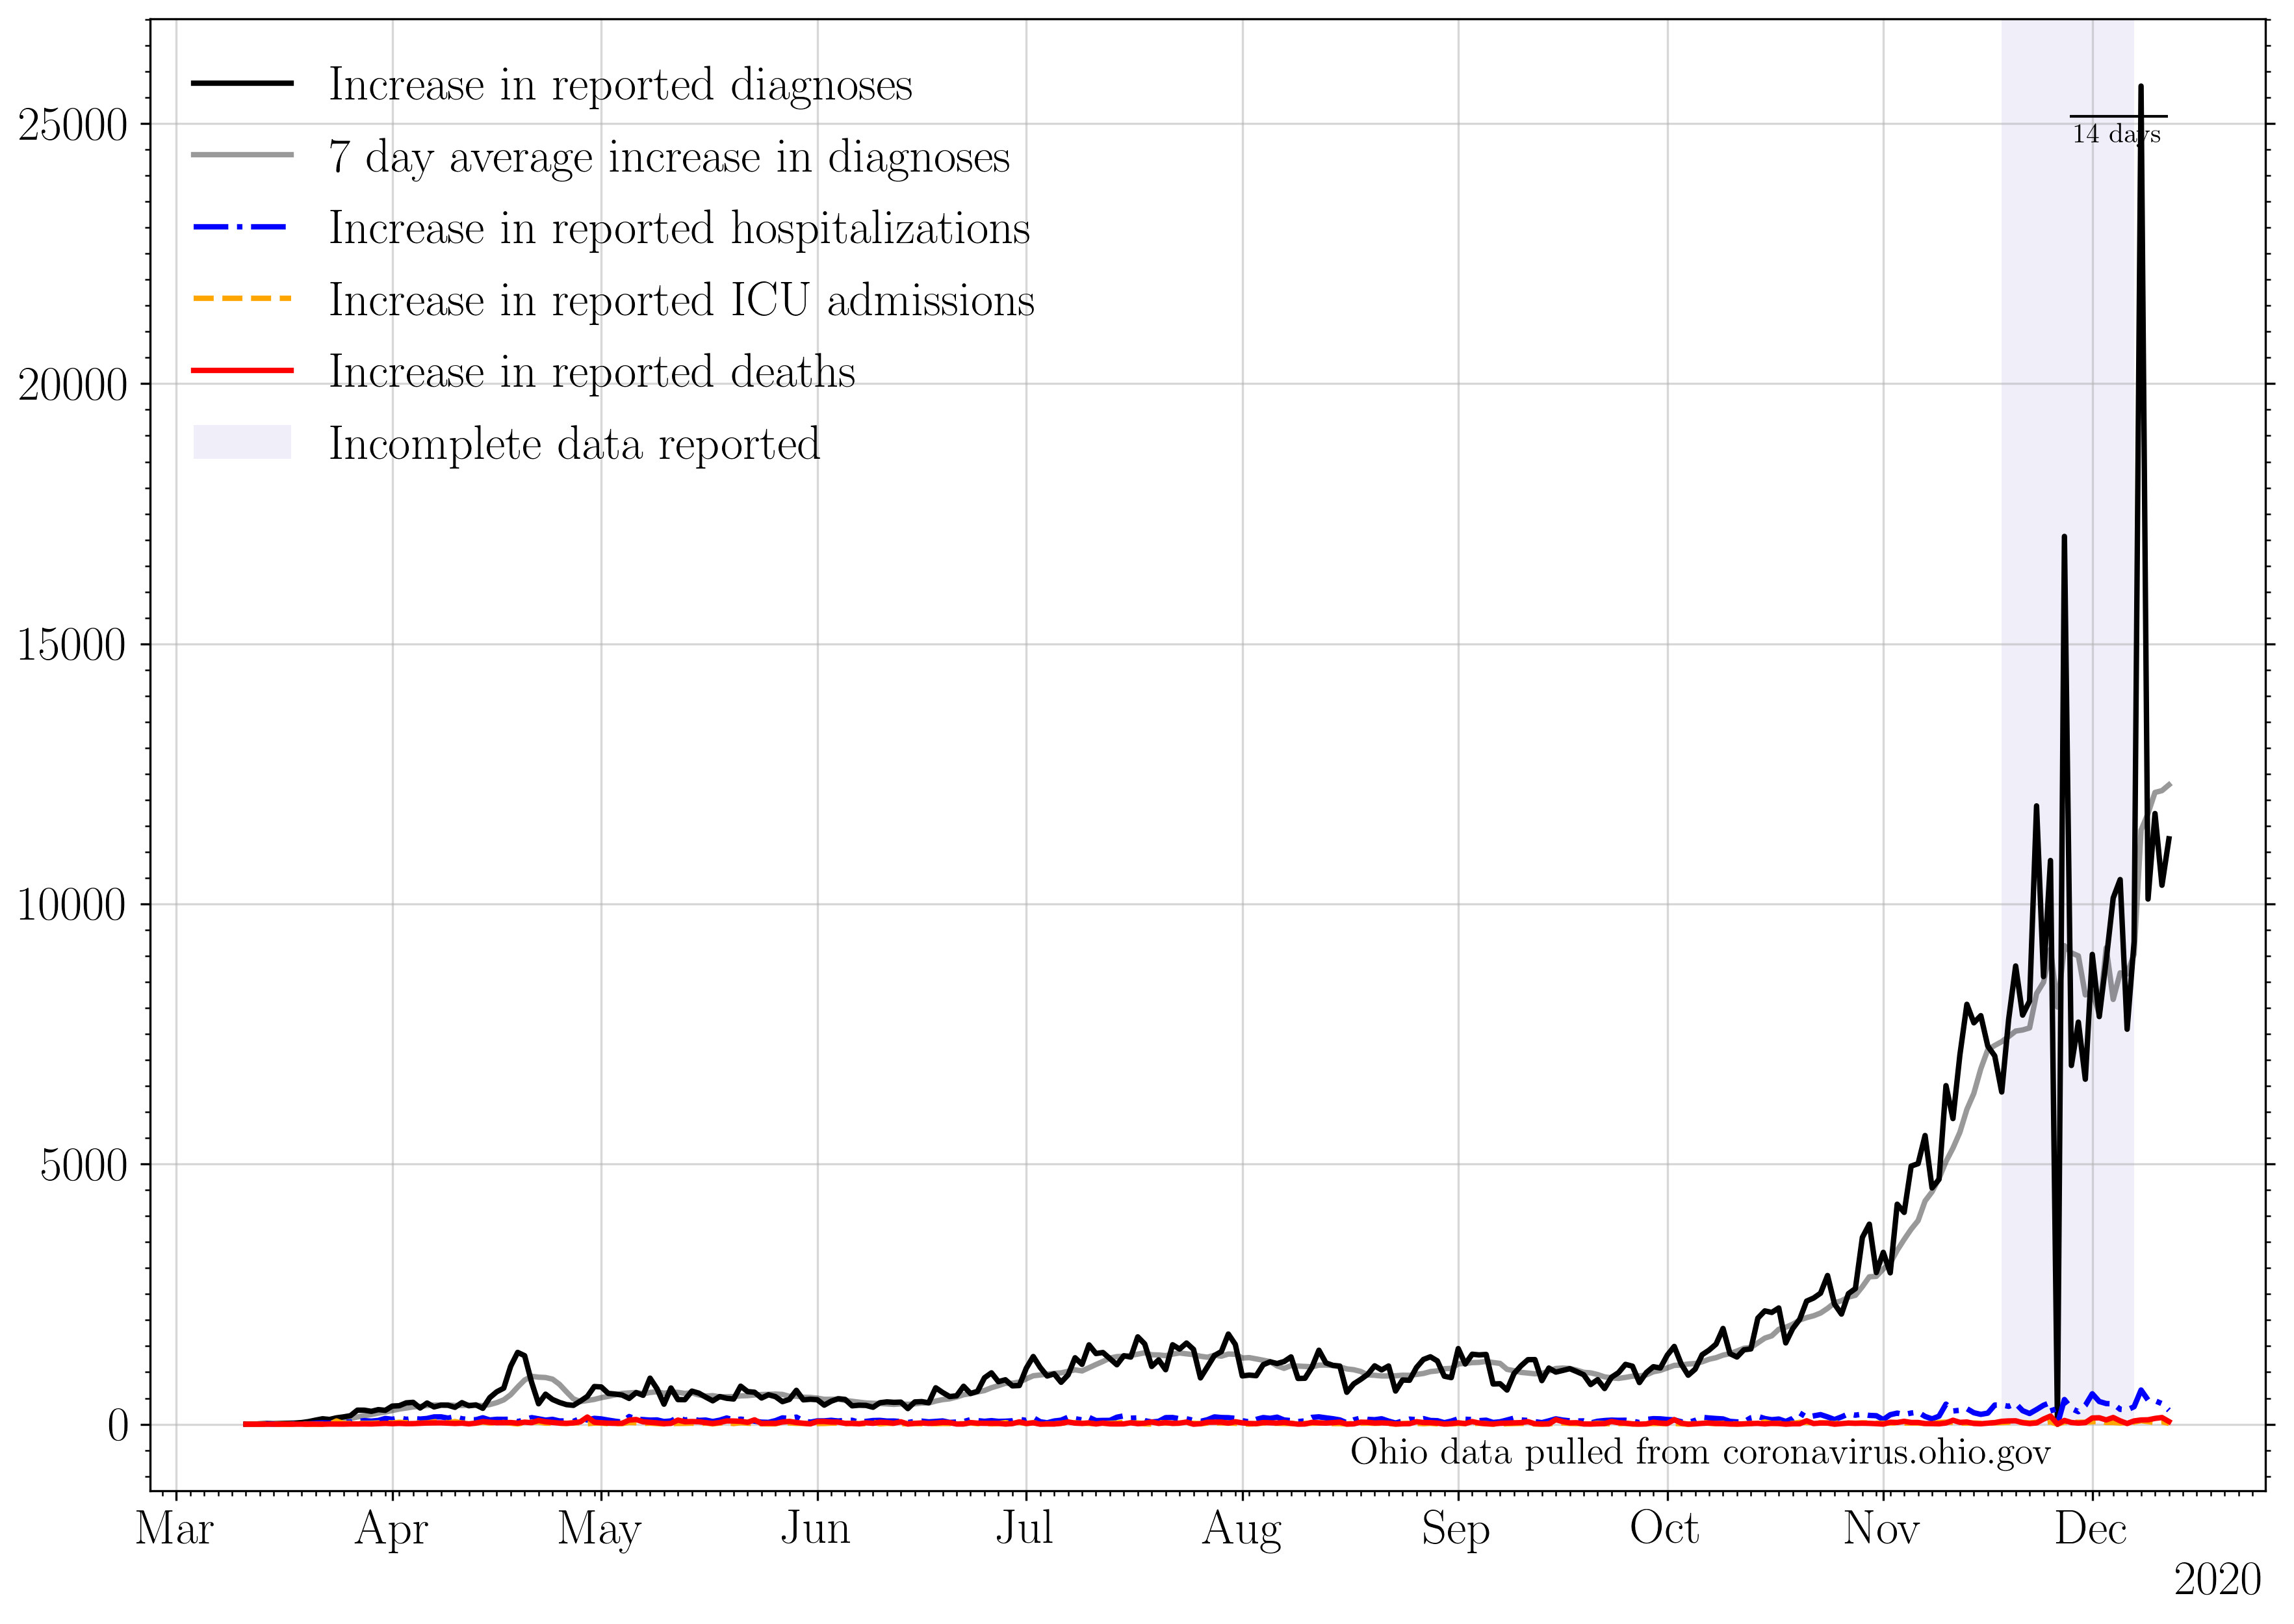 Increase in reported diagnoses
7 day average increase in diagnoses
Increase in reported hospitalizations
Increase in reported ICU admissions
Increase in reported deaths
Incomplete data reported
14 days
25000
20000
15000
10000
5000
0
Ohio data pulled from coronavirus.ohio.gov
Mar Apr May Jun Jul Aug Sep Oct Nov Dec
2020